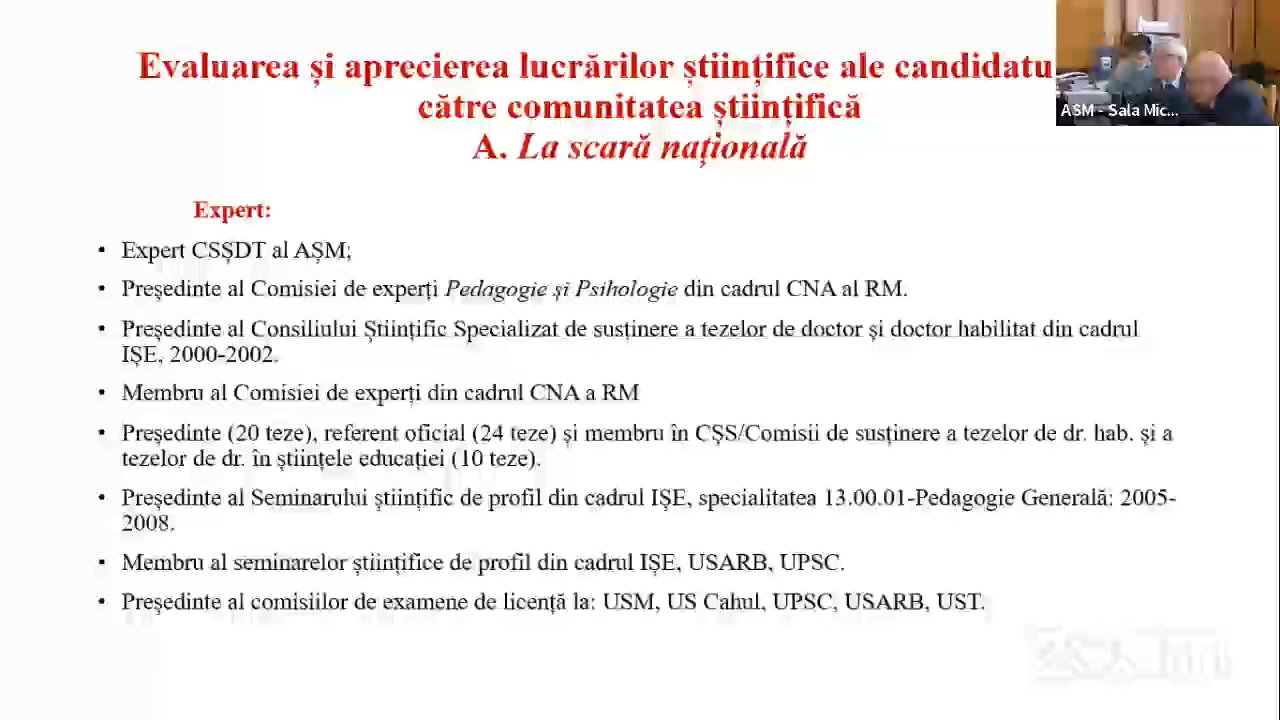 Evaluarea și aprecierea lucrărilor științifice ale
către comunitatea științifică
A. La scară națională
AȘM - Sala Mic...
Expert:
• Expert CSȘDT al AȘM;
• Președinte al Comisiei de experți Pedagogie și Psihologie din cadrul CNA al RM.
• Președinte al Consiliului Științific Specializat de susținere a tezelor de doctor și doctor habilitat din cadrul
IȘE, 2000-2002.
• Membru al Comisiei de experți din cadrul CNA a RM
• Președinte (20 teze), referent oficial (24 teze) și membru în CȘS/Comisii de susținere a tezelor de dr. hab. și a
tezelor de dr. în științele educației (10 teze).
• Președinte al Seminarului științific de profil din cadrul IȘE, specialitatea 13.00.01-Pedagogie Generală: 2005-
2008.
• Membru al seminarelor științifice de profil din cadrul IȘE, USARB, UPSC.
• Președinte al comisiilor de examene de licență la: USM, US Cahul, UPSC, USARB, UST.